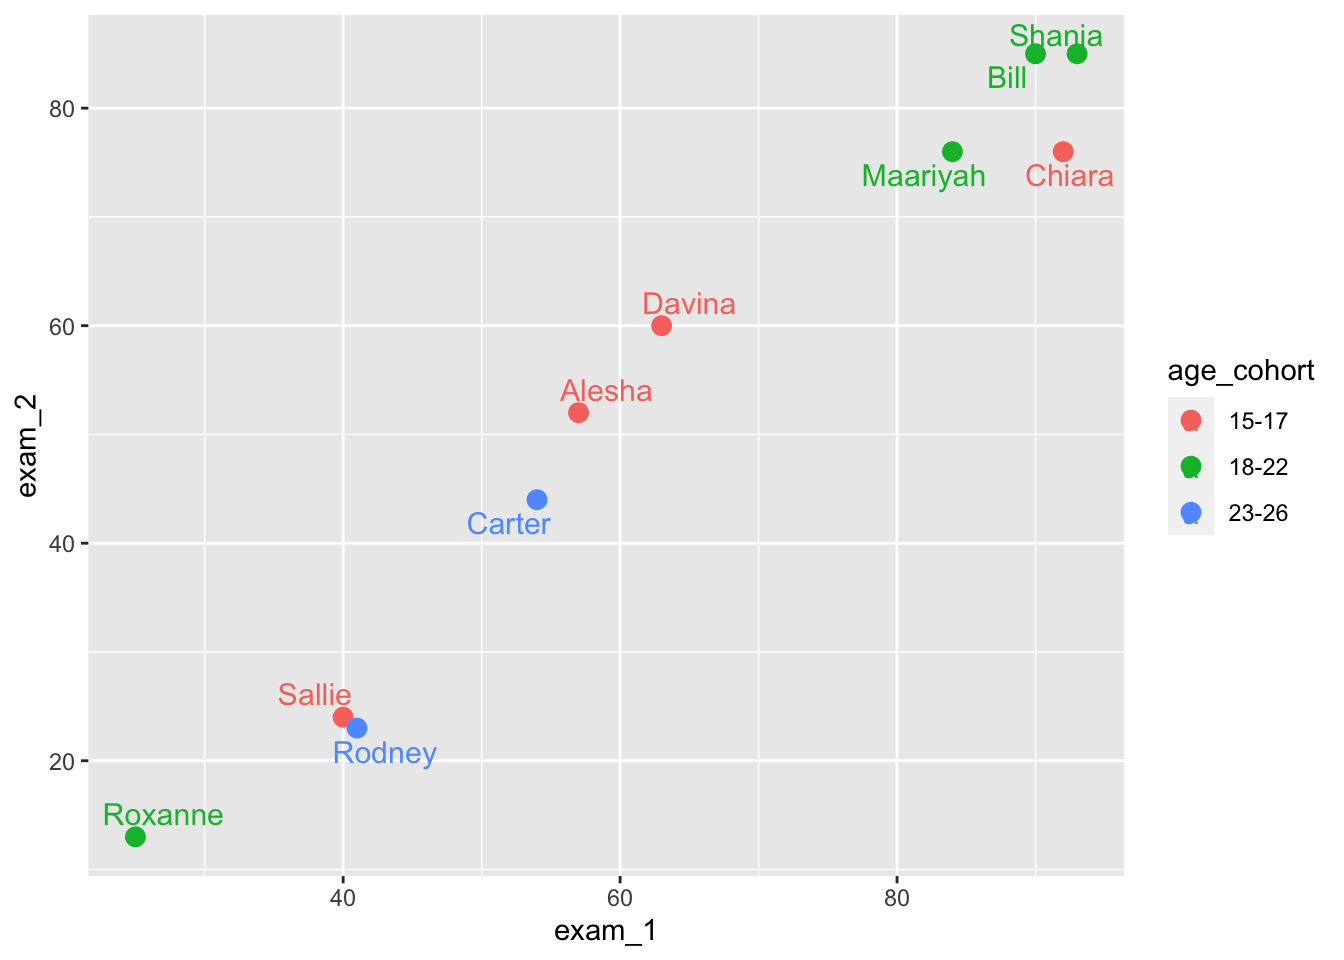 Shania
Bill
80
Maariyah
Chiara
Davina
60
age_cohort
Alesha
15-17
exam_2
18-22
Carter
23-26
40
Sallie
Rodney
20
Roxanne
40
60
80
exam_1